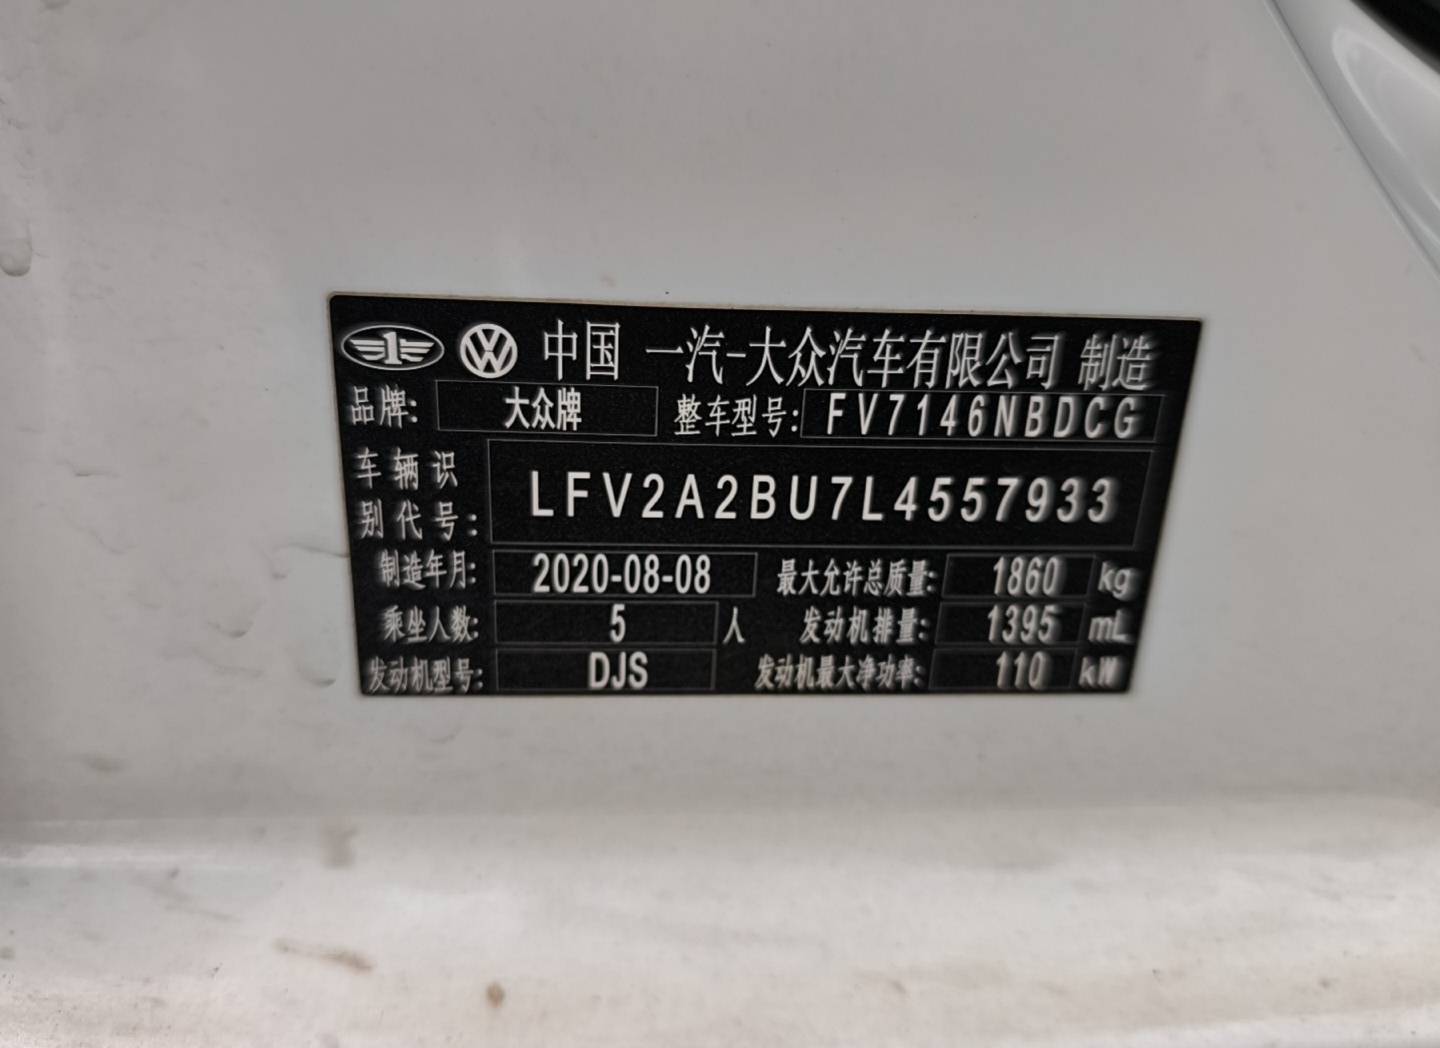 1 VW 中国 一汽-大众汽车有限公司 制造
品牌: 大众牌 整车型号: FV7146NBDCG
车辆识
别代号: LFV2A2BU7L4557933
制造年月: 2020-08-08 最大允许总质量: 1860 kg
乘坐人数: 5 人 发动机排量: 1395 mL
发动机型号: DJS 发动机最大净功率: 110 kW